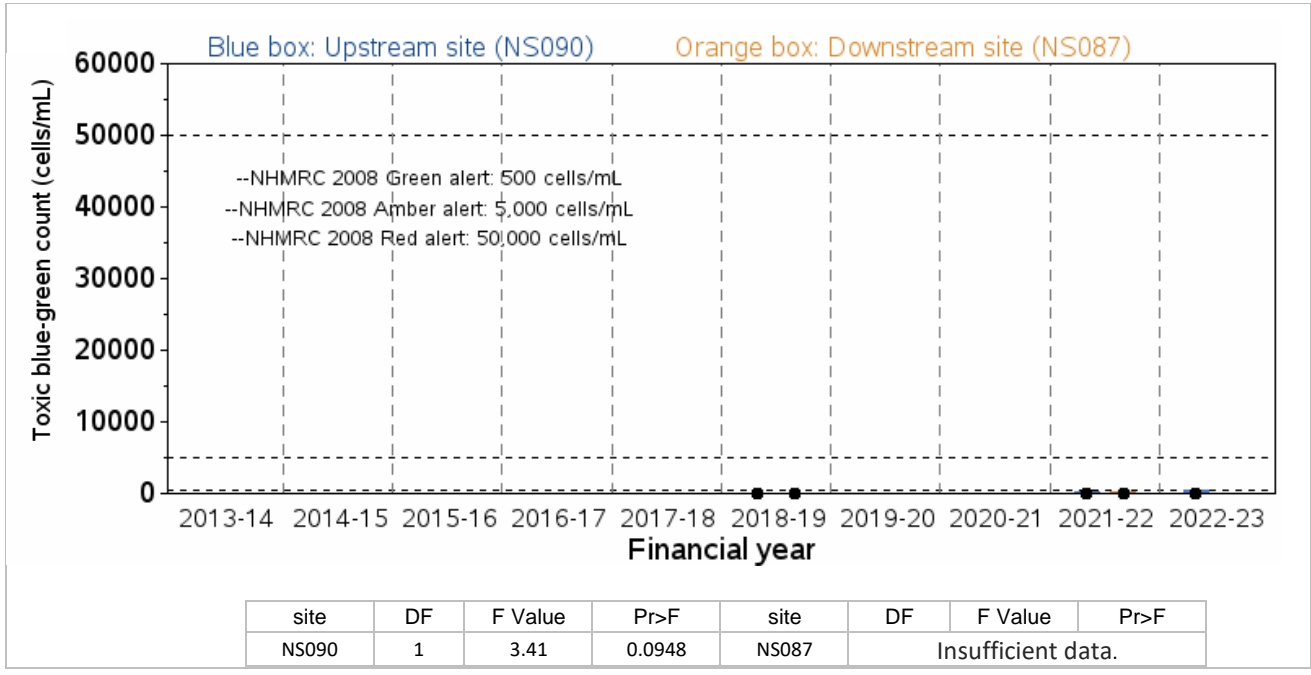 Blue box: Upstream site (NS090) Orange box: Downstream site (NS087)
Toxic blue-green count (cells/mL)
60000
50000
--NHMRC 2008 Green alert: 500 cells/mL
40000
--NHMRC 2008 Amber alert: 5,000 cells/mL
--NHMRC 2008 Red alert: 50,000 cells/mL
30000
20000
10000
0
2013-14 2014-15 2015-16 2016-17 2017-18 2018-19 2019-20 2020-21 2021-22 2022-23
Financial year
site DF F Value Pr>F site DF F Value Pr>F
NS090 1 3.41 0.0948 NS087 Insufficient data.